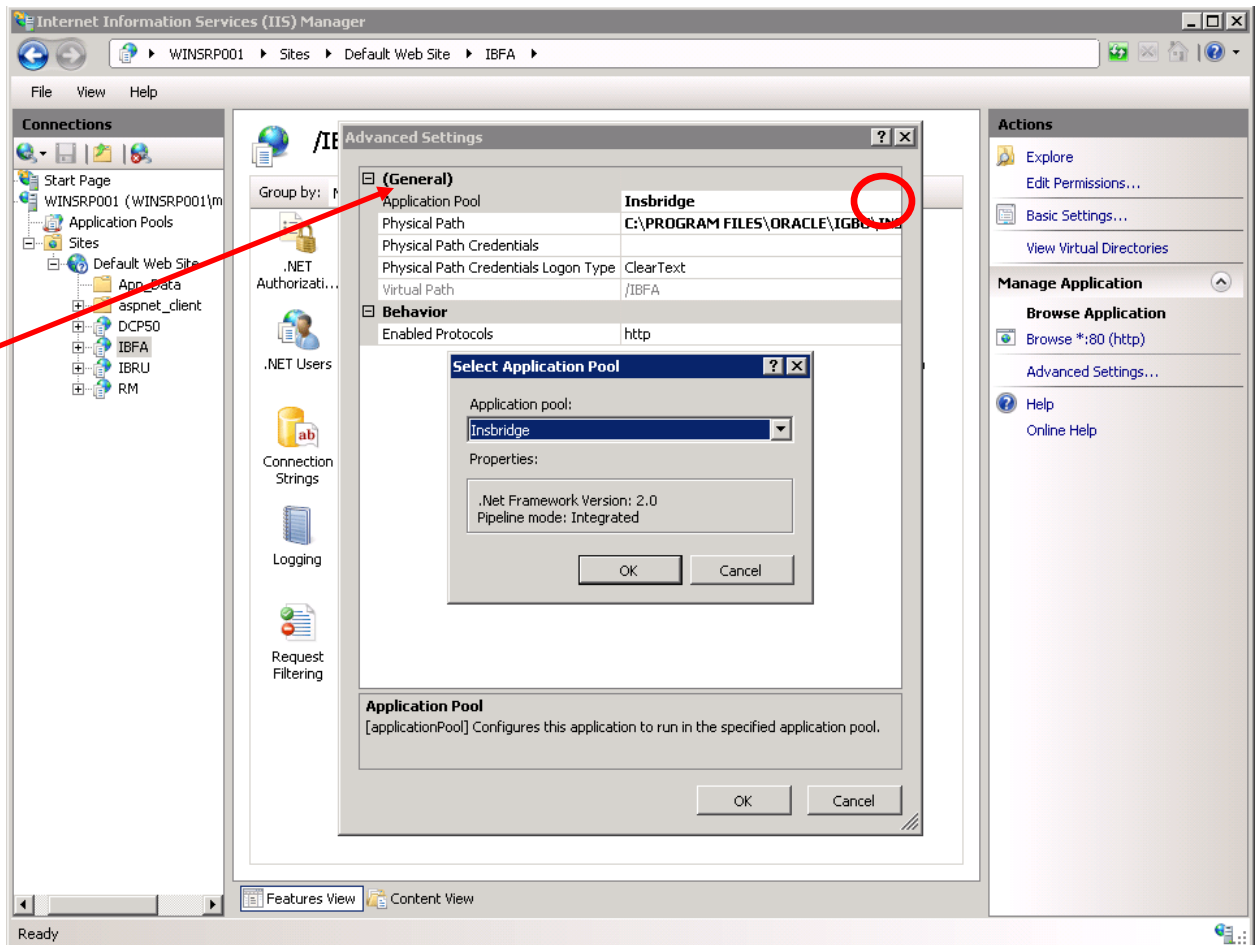 Internet Information Services (IIS) Manager
WINSRP001 Sites Default Web Site IBFA
File View Help
Connections
Start Page
WINSRP001 (WINSRP001\m
Application Pools
Sites
Default Web Site
App_Data
aspnet_client
DCP50
IBFA
IBRU
RM
/IB
Group by:
.NET
Authorizati...
.NET Users
ab
Connection
Strings
Logging
Request
Filtering
Advanced Settings
(General)
Application Pool Insbridge
Physical Path C:\PROGRAM FILES\ORACLE\IGBU\INS
Physical Path Credentials
Physical Path Credentials Logon Type ClearText
Virtual Path /IBFA
Behavior
Enabled Protocols http
Select Application Pool
Application pool:
Insbridge
Properties:
.Net Framework Version: 2.0
Pipeline mode: Integrated
OK Cancel
Application Pool
[applicationPool] Configures this application to run in the specified application pool.
OK Cancel
Features View Content View
Actions
Explore
Edit Permissions...
Basic Settings...
View Virtual Directories
Manage Application
Browse Application
Browse *:80 (http)
Advanced Settings...
Help
Online Help
Ready